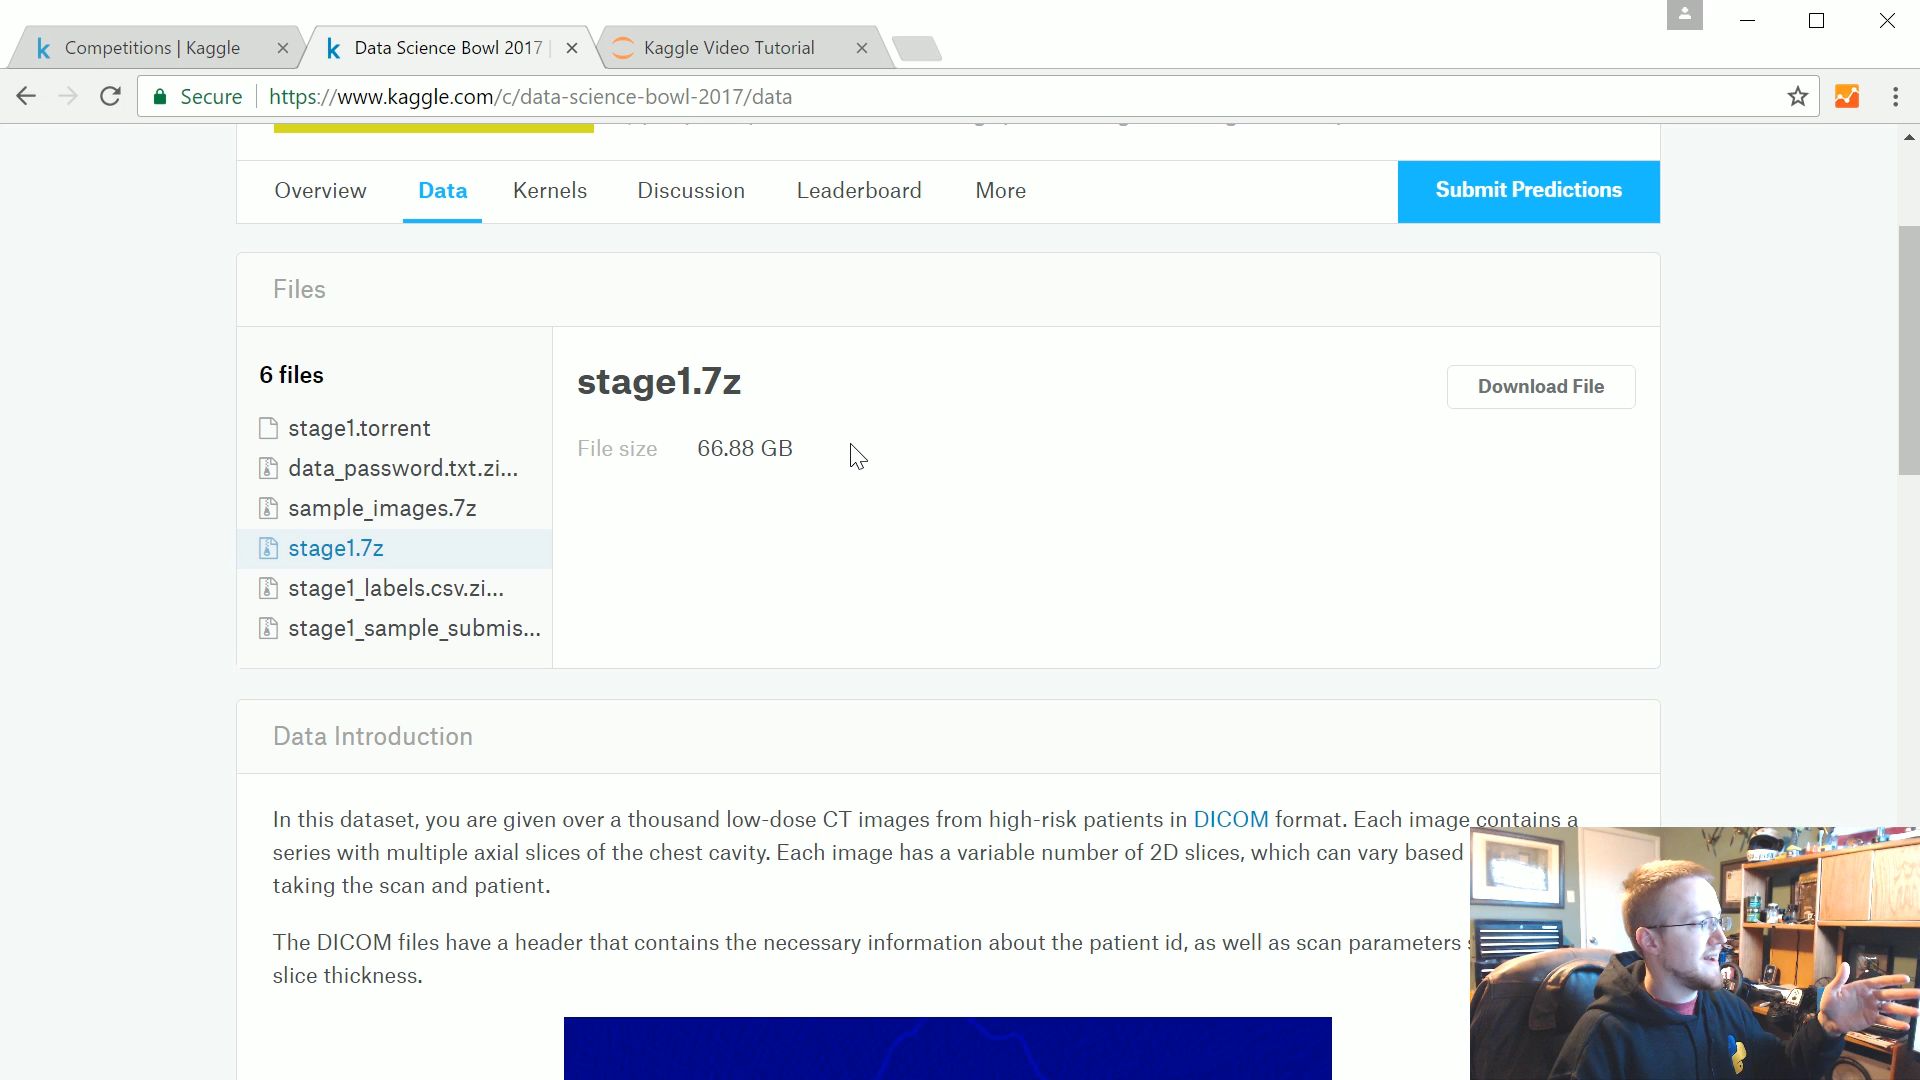 Competitions | Kaggle
Data Science Bowl 2017
Kaggle Video Tutorial
Secure
https://www.kaggle.com/c/data-science-bowl-2017/data
Overview
Data
Kernels
Discussion
Leaderboard
More
Submit Predictions
Files
6 files
stage1.torrent
data_password.txt.zi...
sample_images.7z
stage1.7z
stage1_labels.csv.zi...
stage1_sample_submis...
stage1.7z
Download File
File size 66.88 GB
Data Introduction
In this dataset, you are given over a thousand low-dose CT images from high-risk patients in DICOM format. Each image contains a
series with multiple axial slices of the chest cavity. Each image has a variable number of 2D slices, which can vary based
taking the scan and patient.
The DICOM files have a header that contains the necessary information about the patient id, as well as scan parameters
slice thickness.